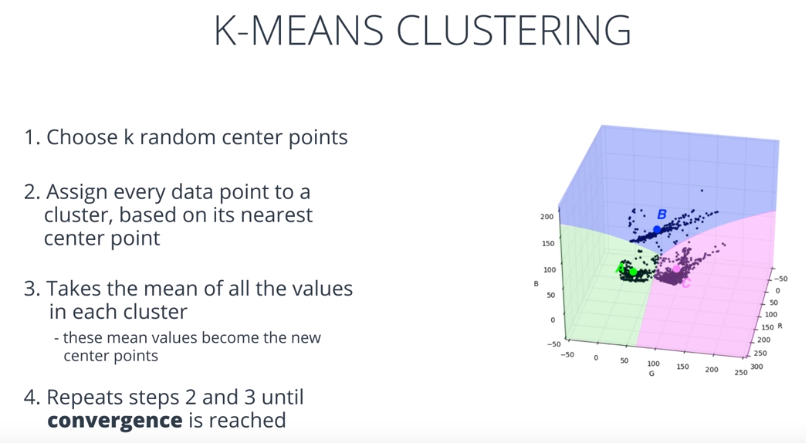 K-MEANS CLUSTERING
1. Choose k random center points
2. Assign every data point to a
cluster, based on its nearest
center point
3. Takes the mean of all the values
in each cluster
- these mean values become the new
center points
4. Repeats steps 2 and 3 until
convergence is reached
200
150
100
B
50
0
-50
B
A
C
-50
0
50
100
150
200
250
G
-50
0
50
100
150 R
200
250
300